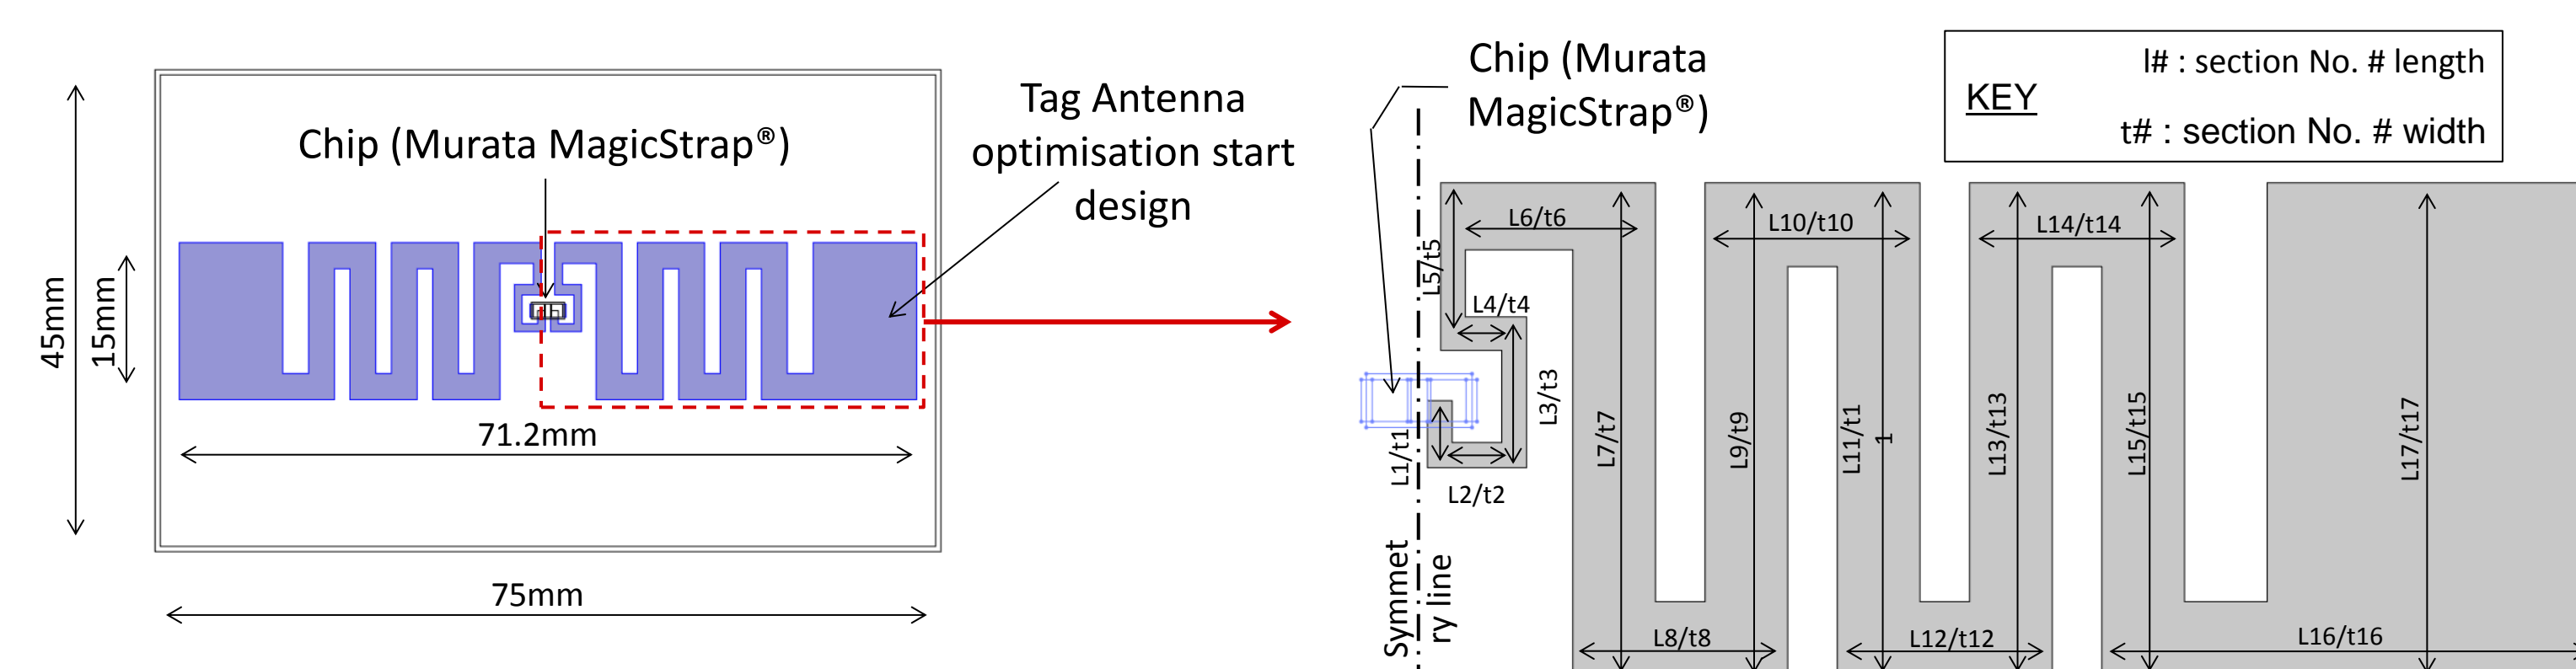 Chip (Murata MagicStrap®)
45mm
15mm
71.2mm
75mm
Tag Antenna
optimisation start
design
Chip (Murata
MagicStrap®)
KEY
l# : section No. # length
t# : section No. # width
L1/t1
L2/t2
L3/t3
L4/t4
L5/t5
L6/t6
L7/t7
L8/t8
L9/t9
L10/t10
L11/t1
1
L12/t12
L13/t13
L14/t14
L15/t15
L16/t16
L17/t17
Symmet
ry line